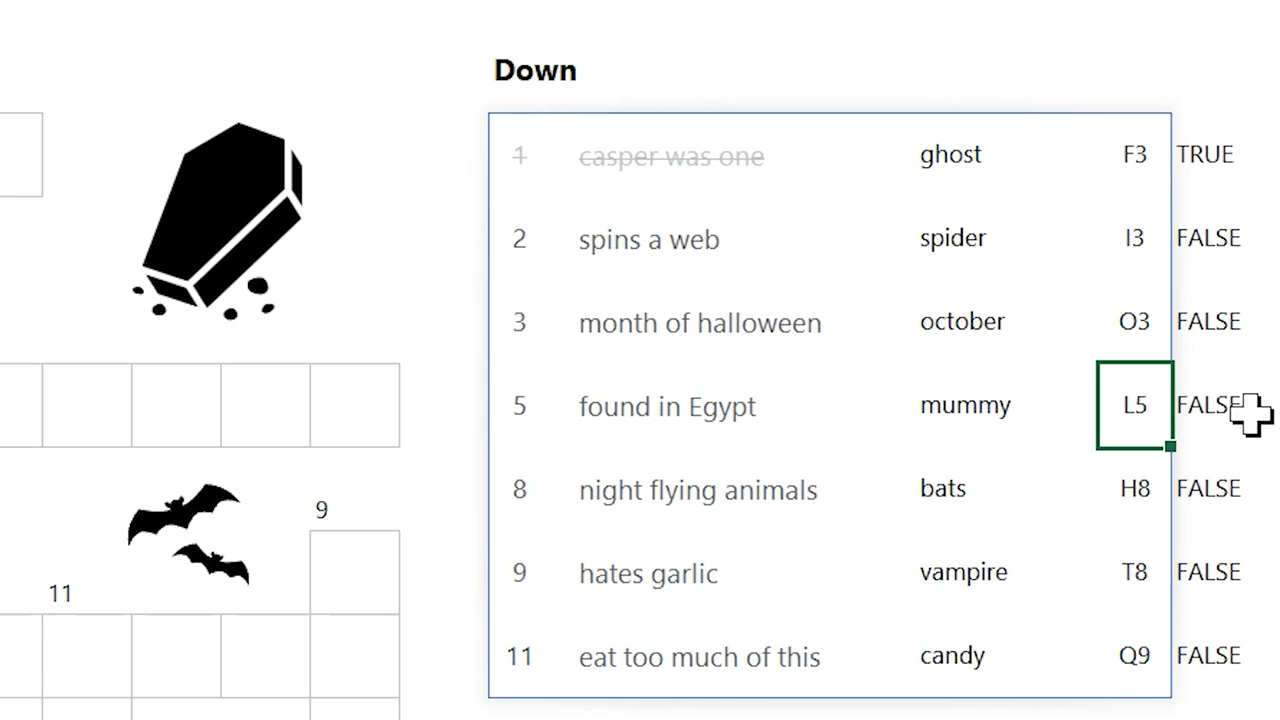 Down
1 casper was one ghost F3 TRUE
2 spins a web spider I3 FALSE
3 month of halloween october O3 FALSE
5 found in Egypt mummy L5 FALSE
8 night flying animals bats H8 FALSE
9
9 hates garlic vampire T8 FALSE
11
11 eat too much of this candy Q9 FALSE